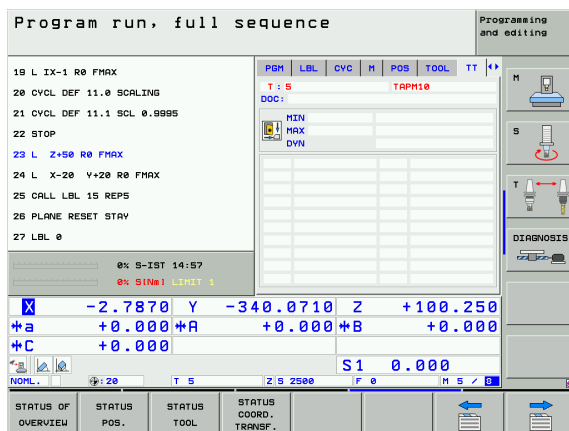 Program run, full sequence
Programming and editing
19 L IX-1 R0 FMAX
20 CYCL DEF 11.0 SCALING
21 CYCL DEF 11.1 SCL 0.9995
22 STOP
23 L Z+50 R0 FMAX
24 L X-20 Y+20 R0 FMAX
25 CALL LBL 15 REP5
26 PLANE RESET STAY
27 LBL 0
PGM LBL CYC M POS TOOL TT
T : 5 TAPM10
DOC:
MIN
MAX
DYN
0% S-IST 14:57
0% S[Nm] LIMIT 1
X -2.7870 Y -340.0710 Z +100.250
a +0.000 A +0.000 B +0.000
C +0.000
S1 0.000
NOML. : 20 T 5 Z S 2500 F 0 M 5 / 8
M
S
T
DIAGNOSIS
STATUS OF OVERVIEW
STATUS POS.
STATUS TOOL
STATUS COORD. TRANSF.